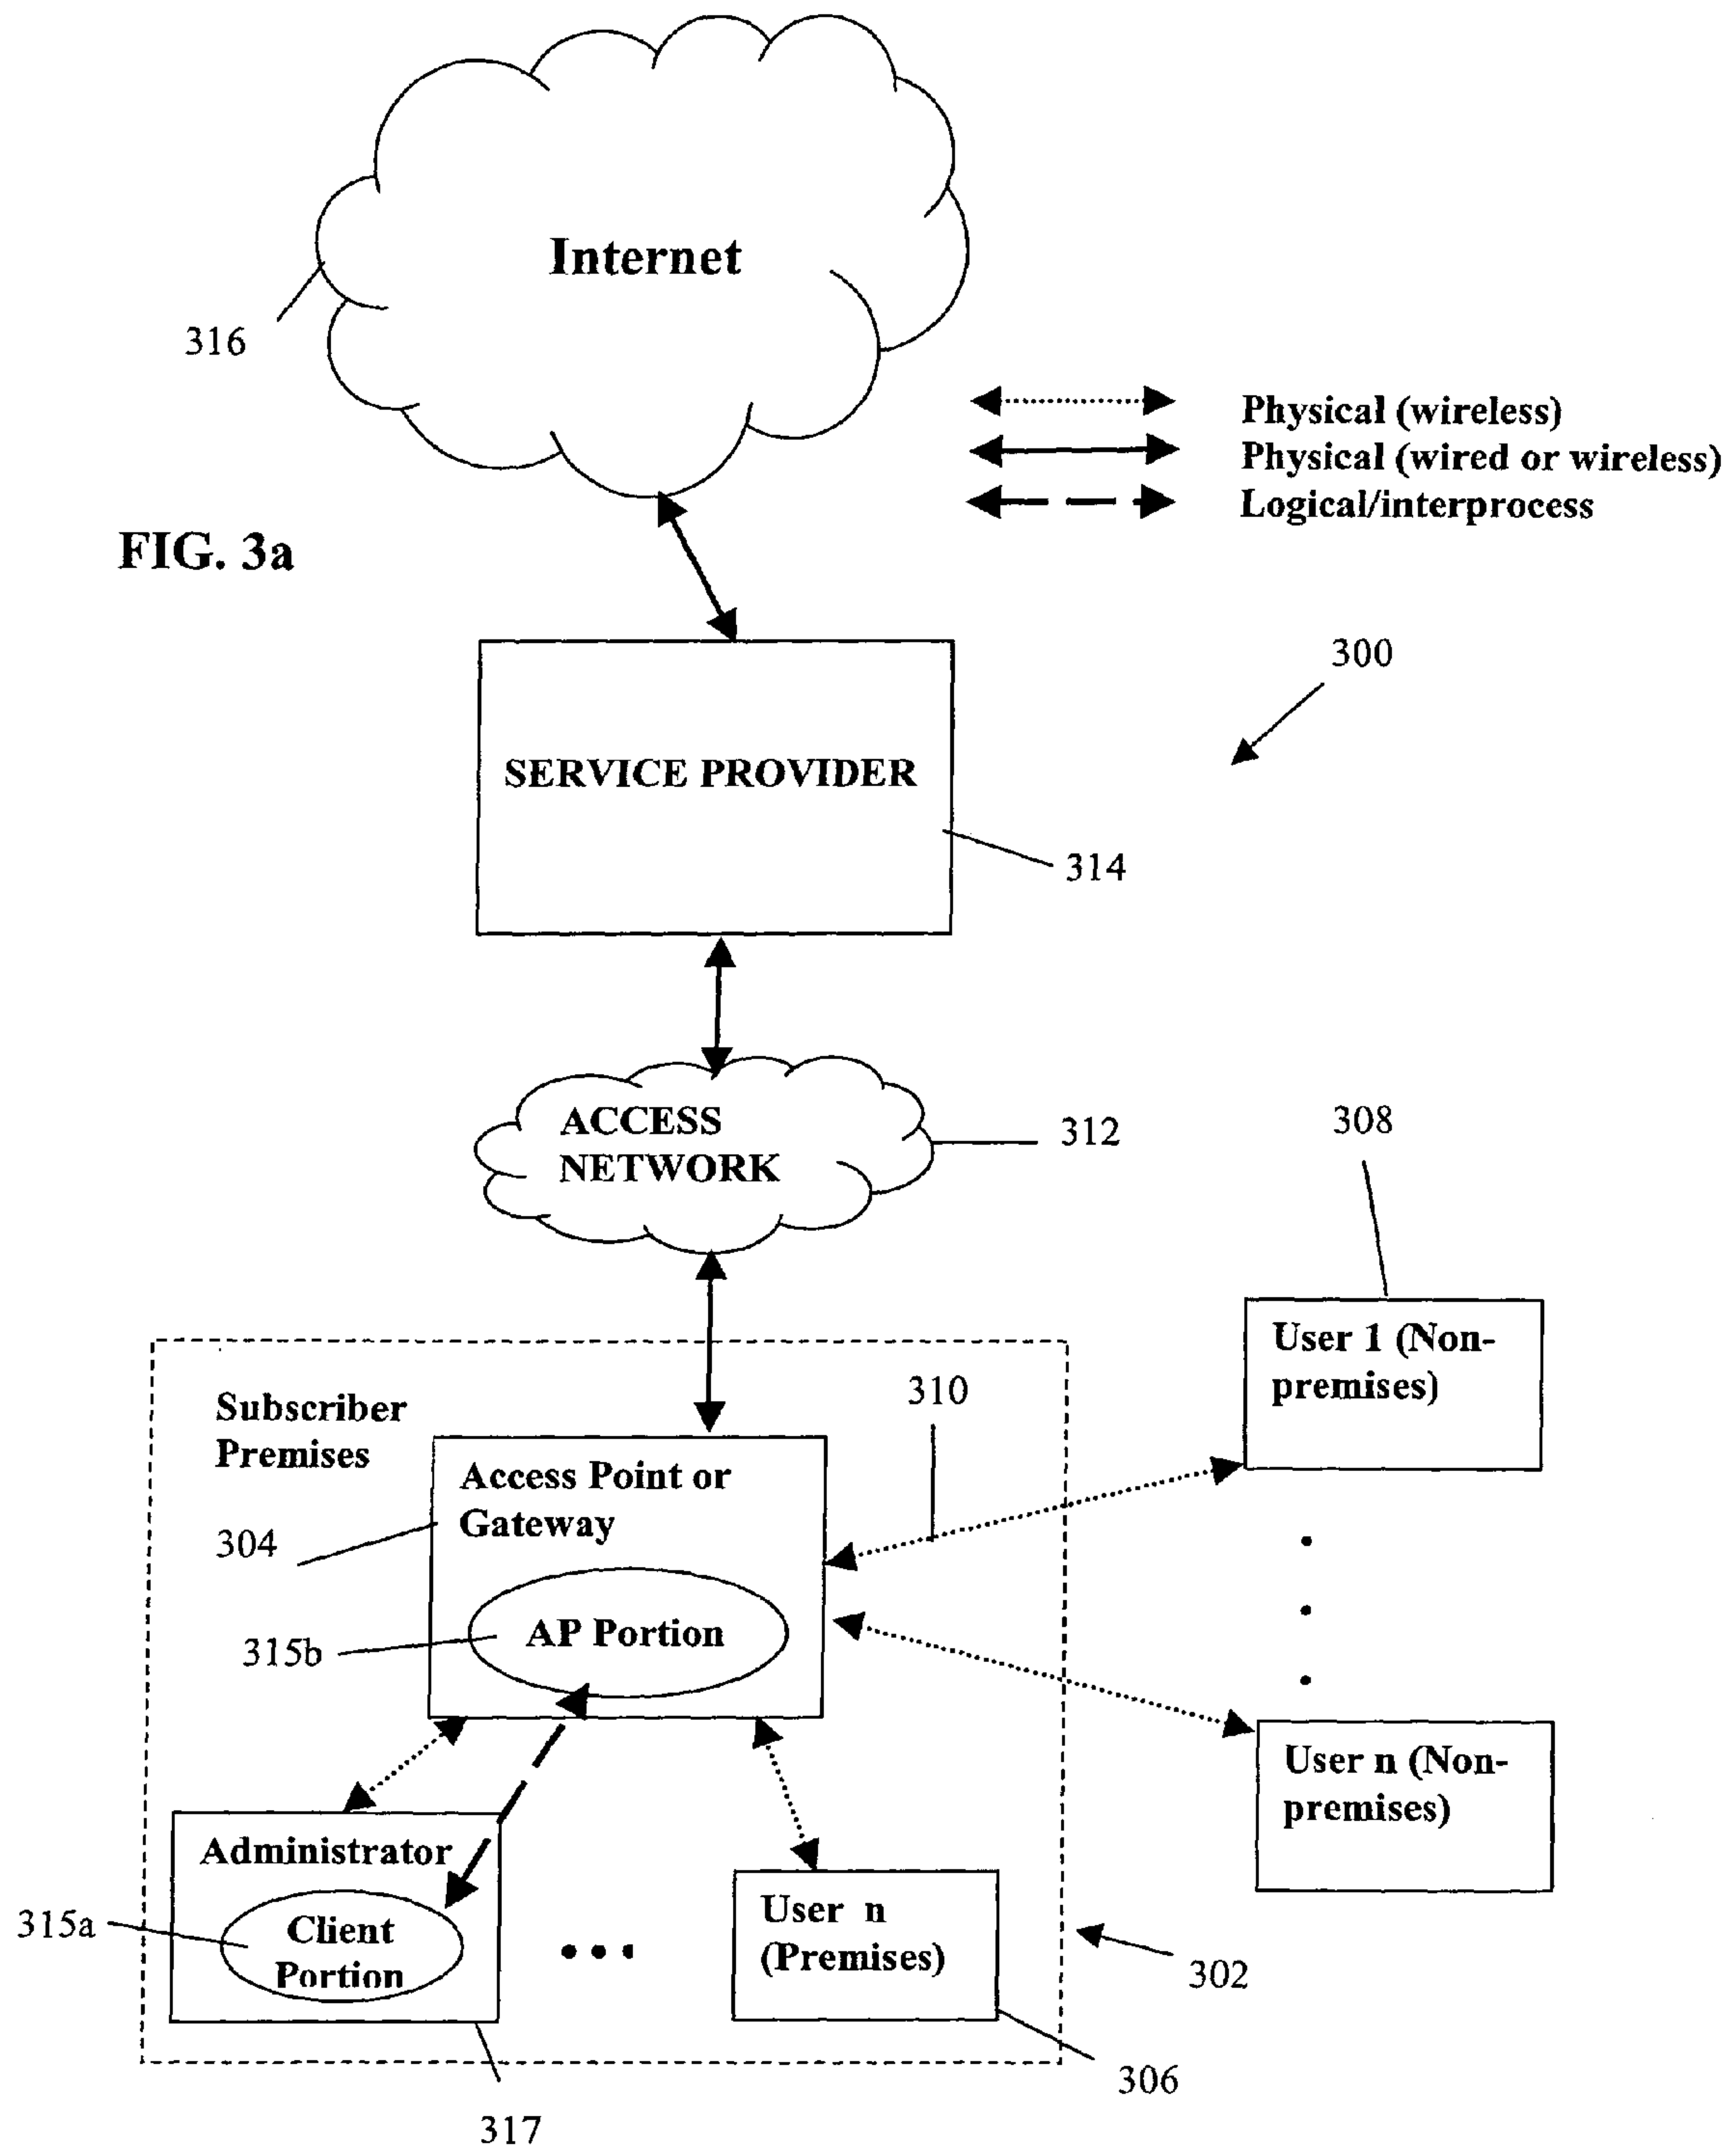 Internet
316
Physical (wireless)
Physical (wired or wireless)
Logical/interprocess
FIG. 3a
300
SERVICE PROVIDER
314
ACCESS
NETWORK
312
308
User 1 (Non-
premises)
310
Subscriber
Premises
Access Point or
Gateway
304
AP Portion
315b
User n (Non-
premises)
Administrator
Client
Portion
315a
User n
(Premises)
302
306
317